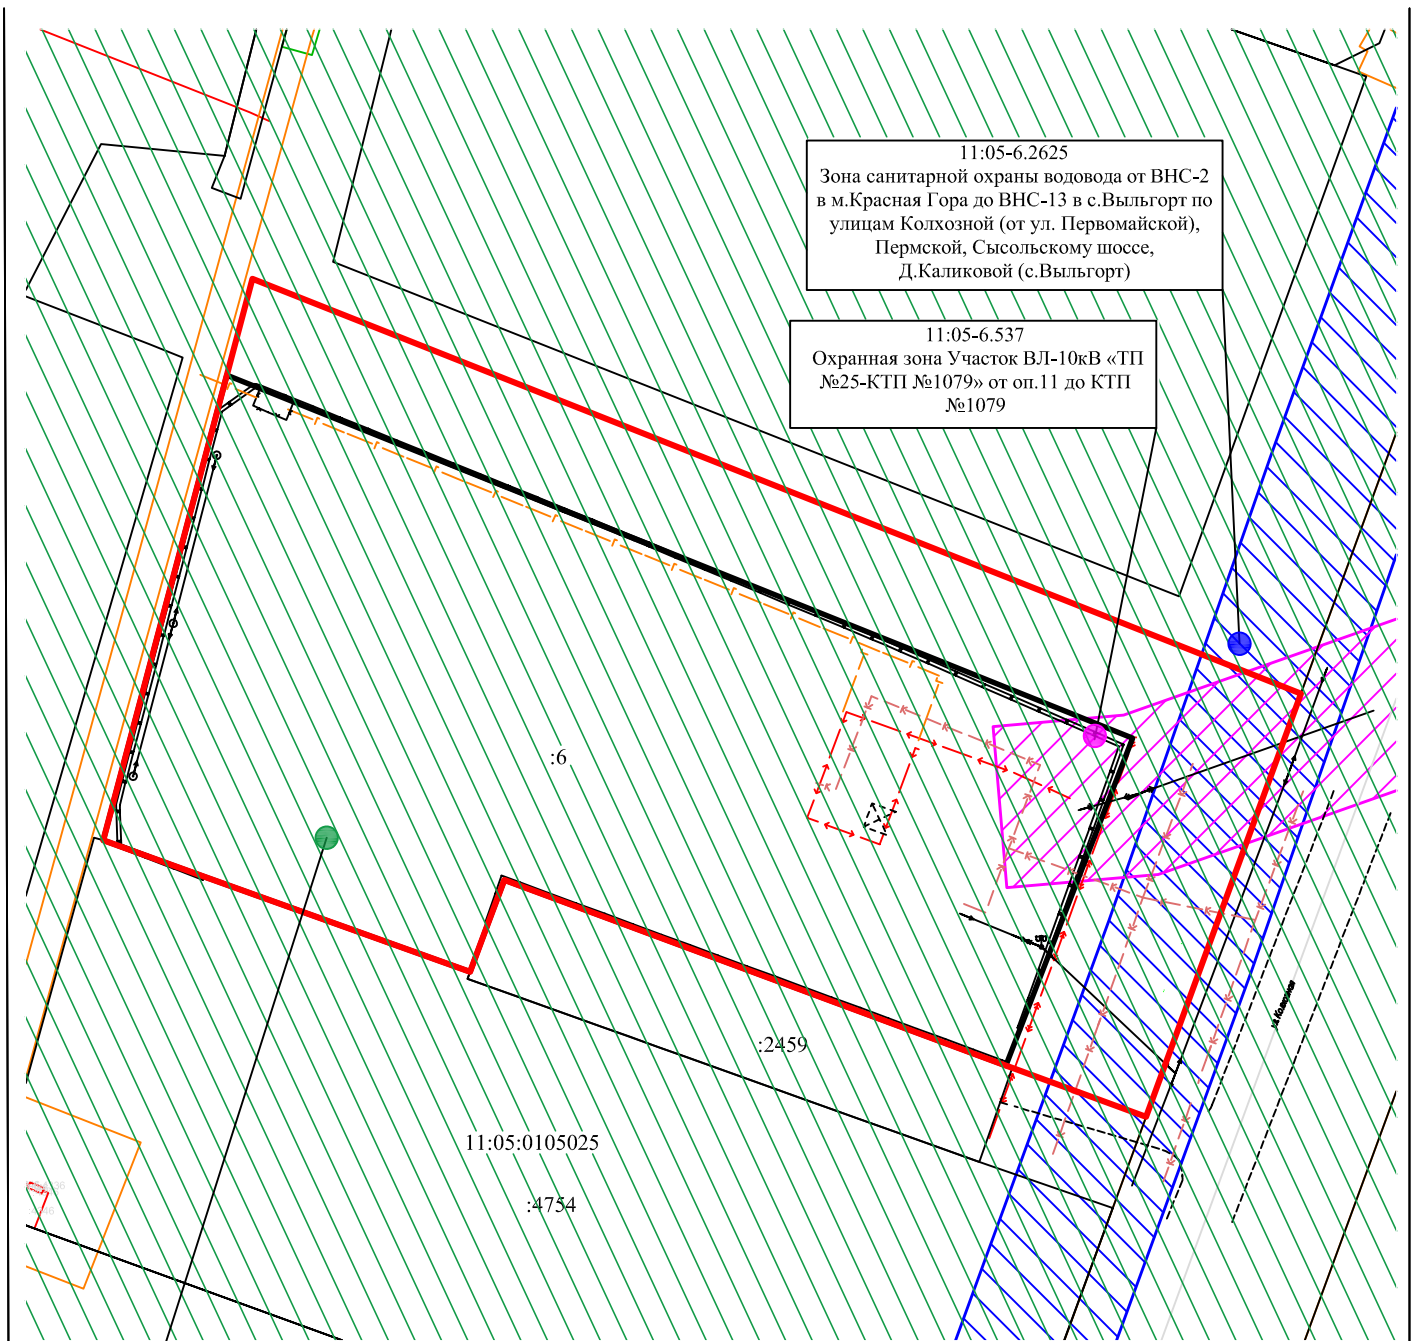 11:05-6.2625
Зона санитарной охраны водовода от ВНС-2
в м.Красная Гора до ВНС-13 в с.Выльгорт по
улицам Колхозной (от ул. Первомайской),
Пермской, Сысольскому шоссе,
Д.Каликовой (с.Выльгорт)
11:05-6.537
Охранная зона Участок ВЛ-10кВ «ТП
№25-КТП №1079» от оп.11 до КТП
№1079
:6
ул. Колхозная
:2459
11:05:0105025
:4754